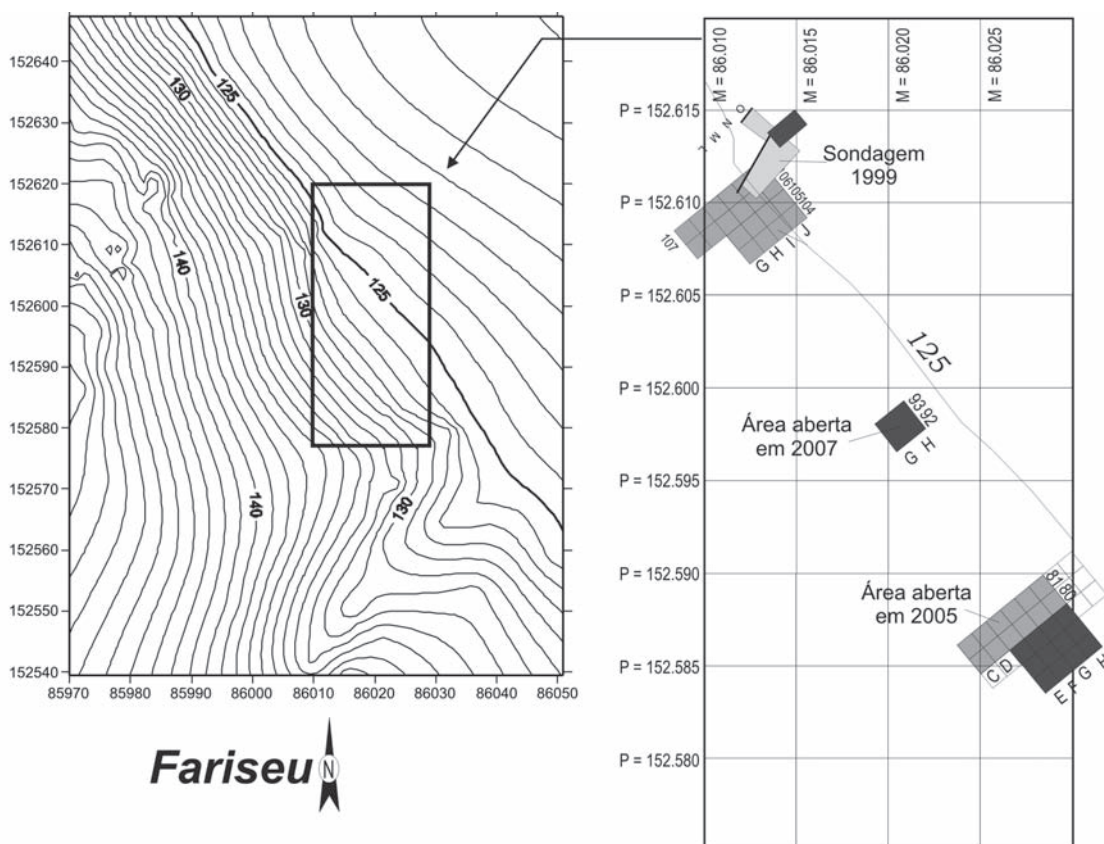 152640
152630
152620
152610
152600
152590
152580
152570
152560
152550
152540
85970 85980 85990 86000 86010 86020 86030 86040 86050
130
125
140
130
125
140
130
Fariseu N
M = 86.010
M = 86.015
M = 86.020
M = 86.025
P = 152.615
P = 152.610
P = 152.605
P = 152.600
P = 152.595
P = 152.590
P = 152.585
P = 152.580
L M N O
Sondagem
1999
06105104
107
G H I J
125
Área aberta
em 2007
93 92
G H
Área aberta
em 2005
81 80
C D
E F G H